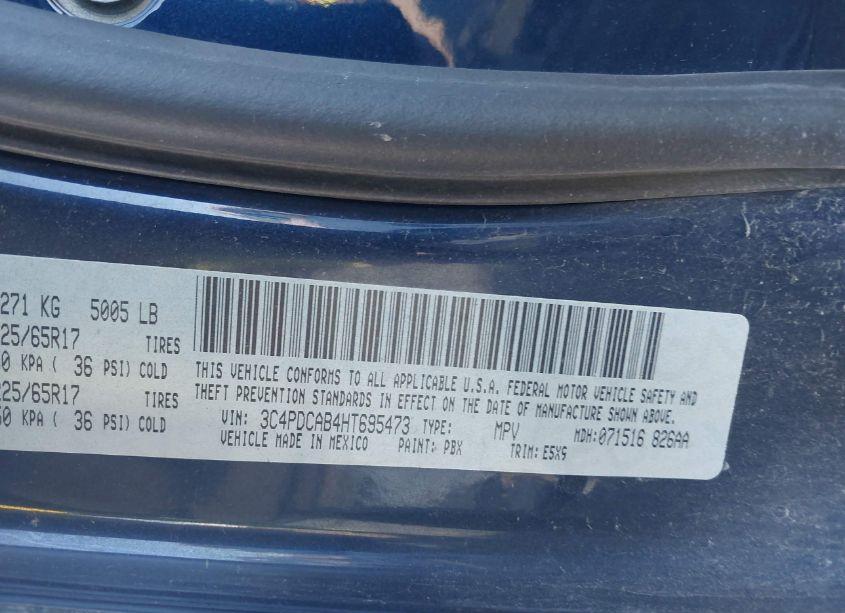 271 KG 5005 LB
25/65R17 TIRES
0 KPA ( 36 PSI) COLD
25/65R17 TIRES
50 KPA ( 36 PSI) COLD
THIS VEHICLE CONFORMS TO ALL APPLICABLE U.S.A. FEDERAL MOTOR VEHICLE SAFETY AND
THEFT PREVENTION STANDARDS IN EFFECT ON THE DATE OF MANUFACTURE SHOWN ABOVE.
VIN: 3C4PDCAB4HT695473 TYPE: MPV MDH:071516 826AA
VEHICLE MADE IN MEXICO PAINT: PBX TRIM: E5X9